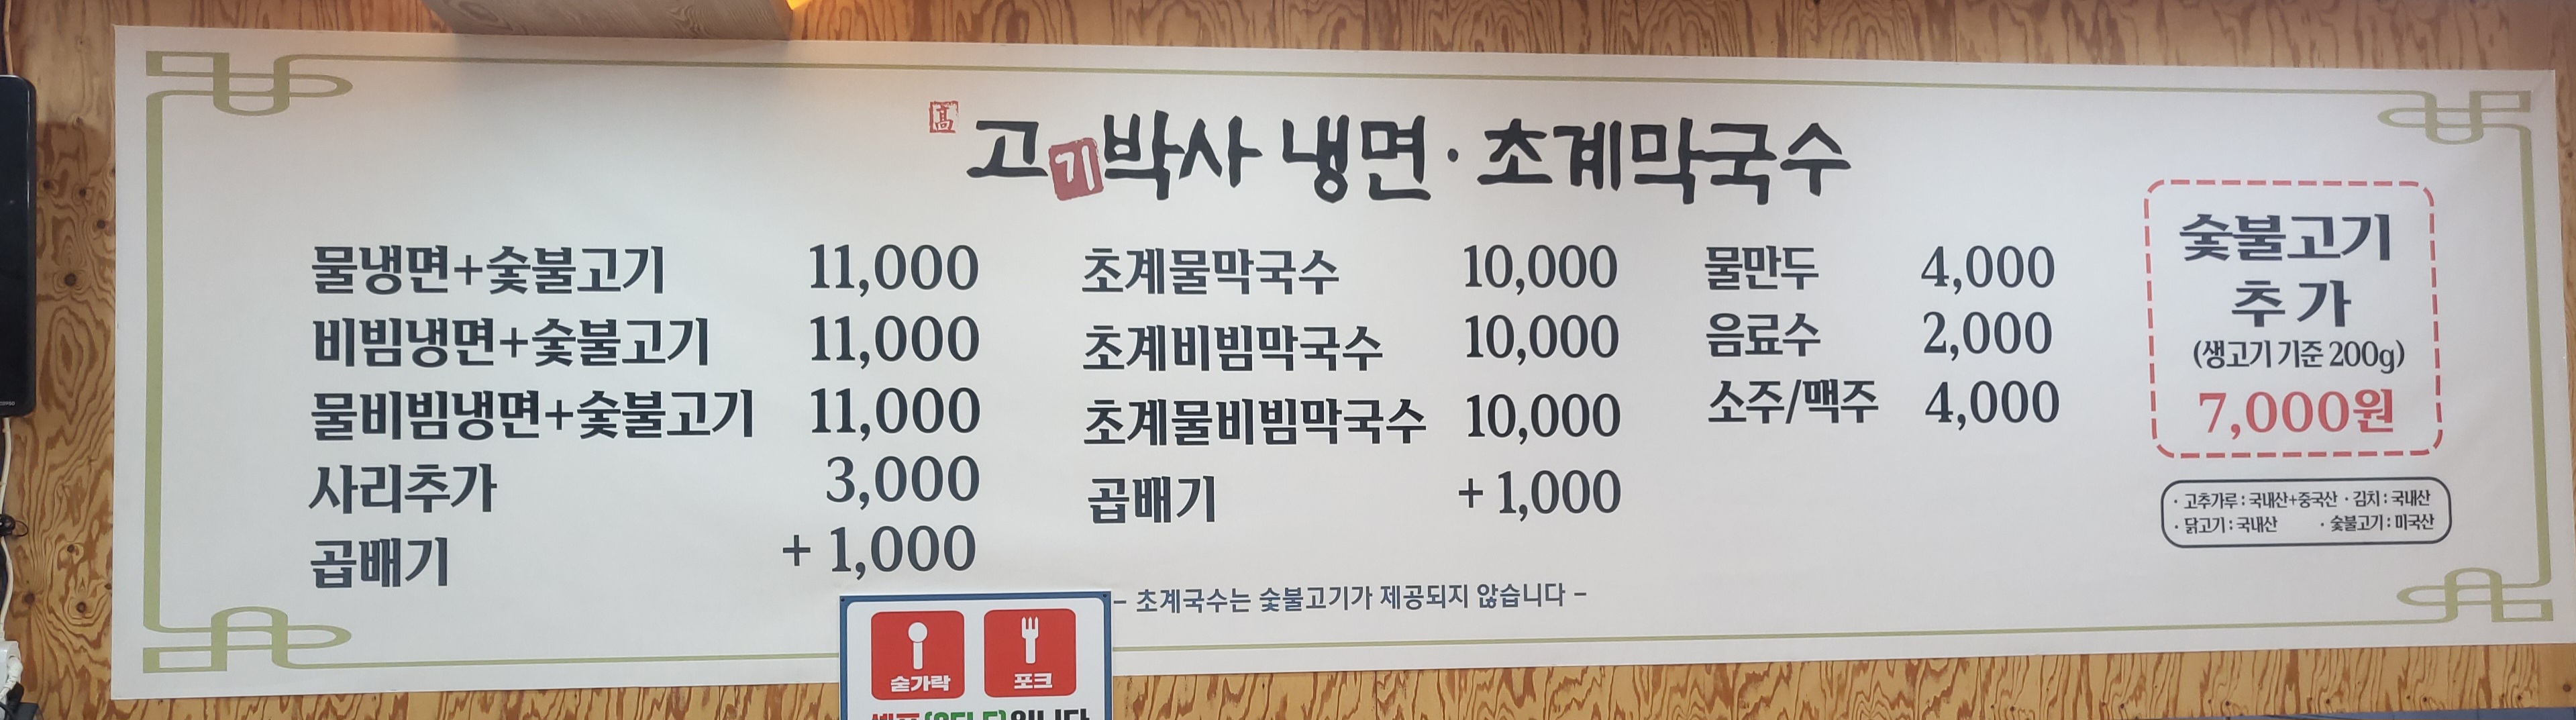 高
고기박사 냉면·초계막국수
물냉면+숯불고기 11,000
비빔냉면+숯불고기 11,000
물비빔냉면+숯불고기 11,000
사리추가 3,000
곱배기 + 1,000
초계물막국수 10,000
초계비빔막국수 10,000
초계물비빔막국수 10,000
곱배기 + 1,000
물만두 4,000
음료수 2,000
소주/맥주 4,000
숯불고기
추가
(생고기 기준 200g)
7,000원
· 고추가루 : 국내산+중국산 · 김치 : 국내산
· 닭고기 : 국내산 · 숯불고기 : 미국산
– 초계국수는 숯불고기가 제공되지 않습니다 –
숟가락 포크
셀프(SELF)입니다